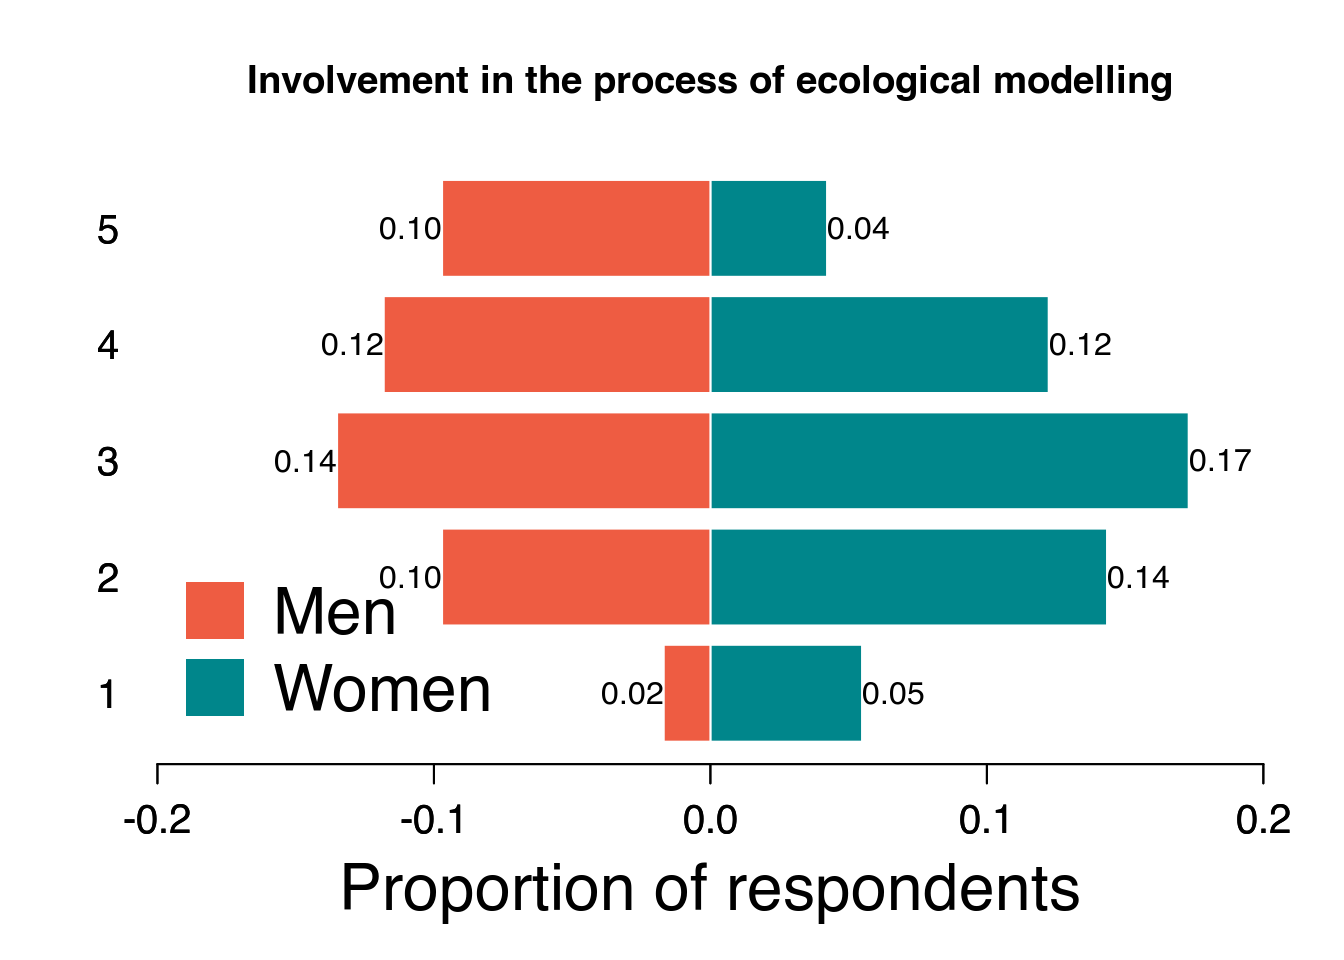 Involvement in the process of ecological modelling
5 0.10 0.04
4 0.12 0.12
3 0.14 0.17
2 0.10 0.14
Men
Women
1 0.02 0.05
-0.2 -0.1 0.0 0.1 0.2
Proportion of respondents